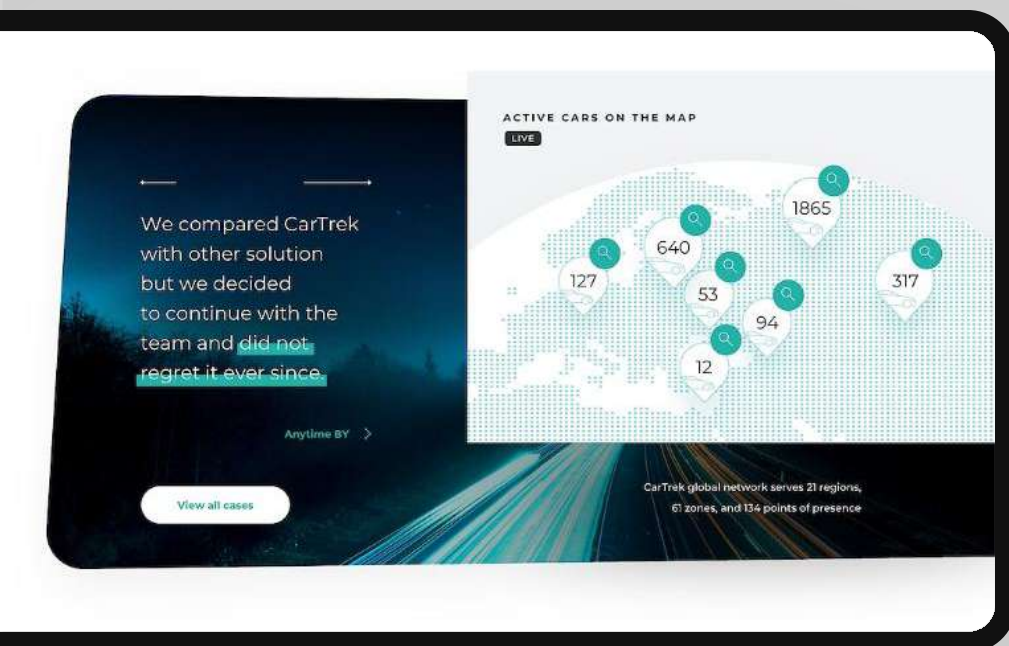 We compared CarTrek
with other solution
but we decided
to continue with the
team and did not
regret it ever since.
Anytime BY
View all cases
ACTIVE CARS ON THE MAP
LIVE
1865
640
127
53
317
94
12
CarTrek global network serves 21 regions,
61 zones, and 134 points of presence